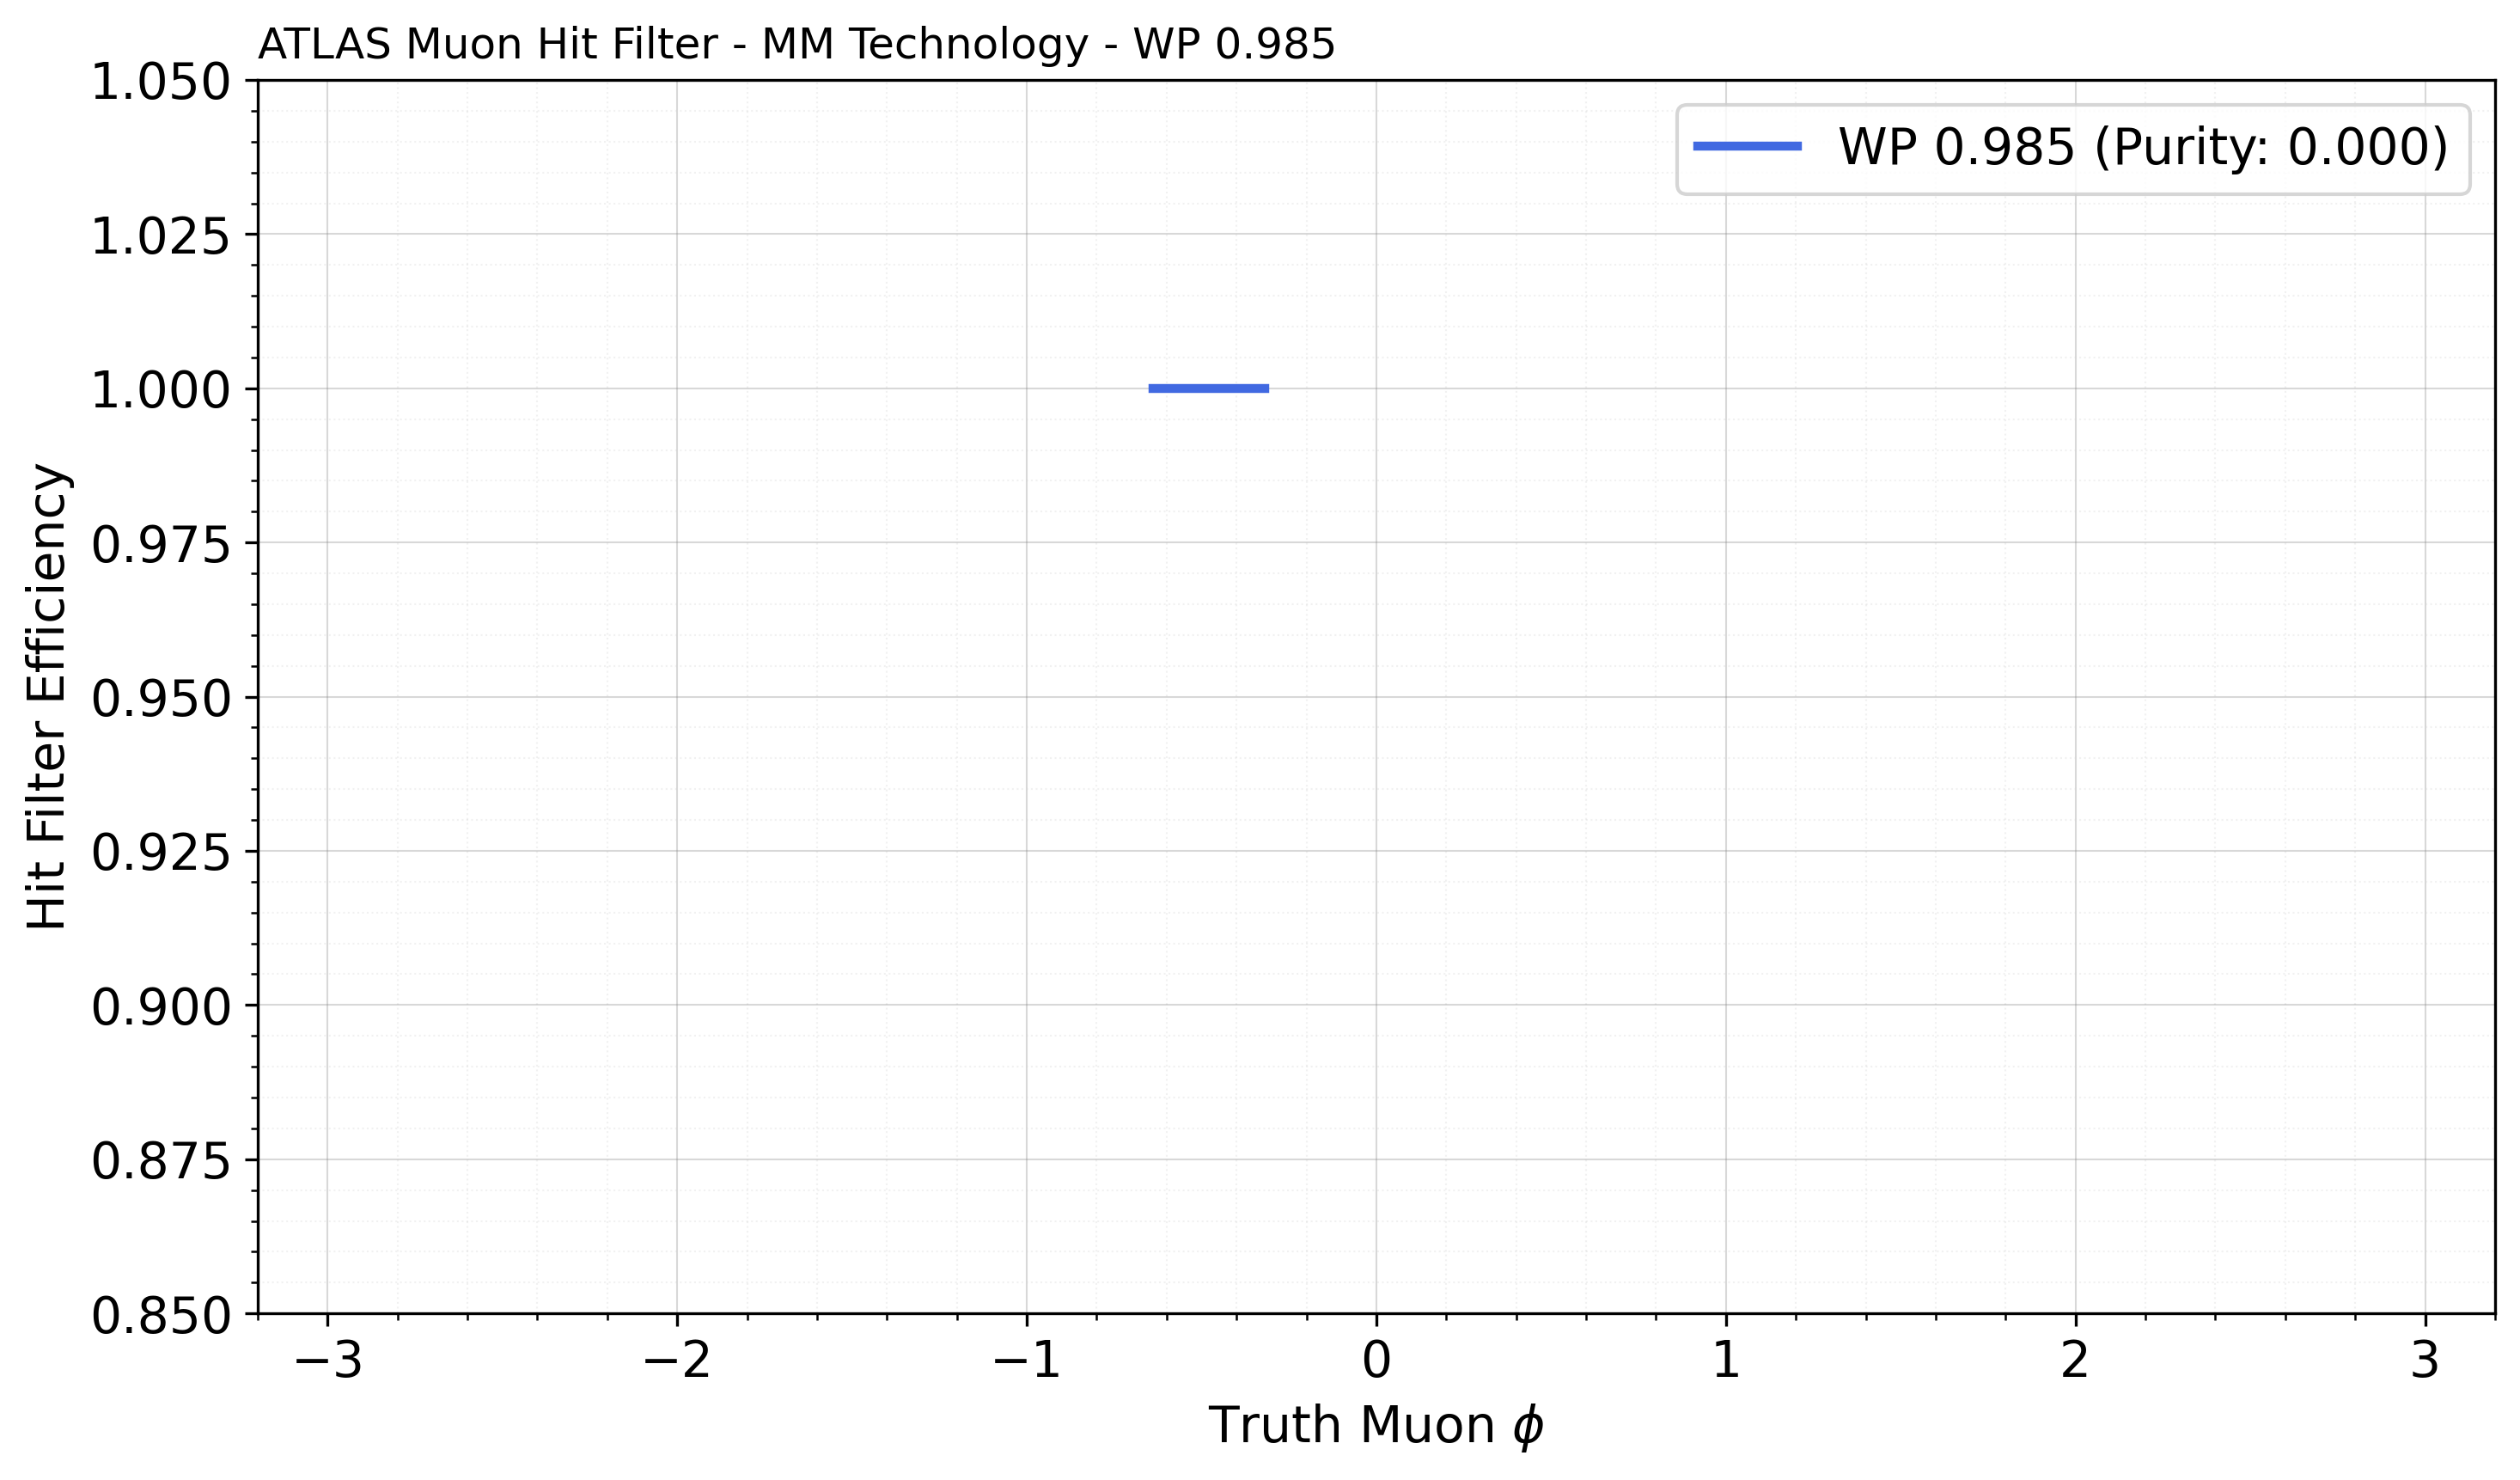 ATLAS Muon Hit Filter - MM Technology - WP 0.985
WP 0.985 (Purity: 0.000)
1.050
1.025
1.000
0.975
0.950
0.925
0.900
0.875
0.850
Hit Filter Efficiency
−3 −2 −1 0 1 2 3
Truth Muon ϕ